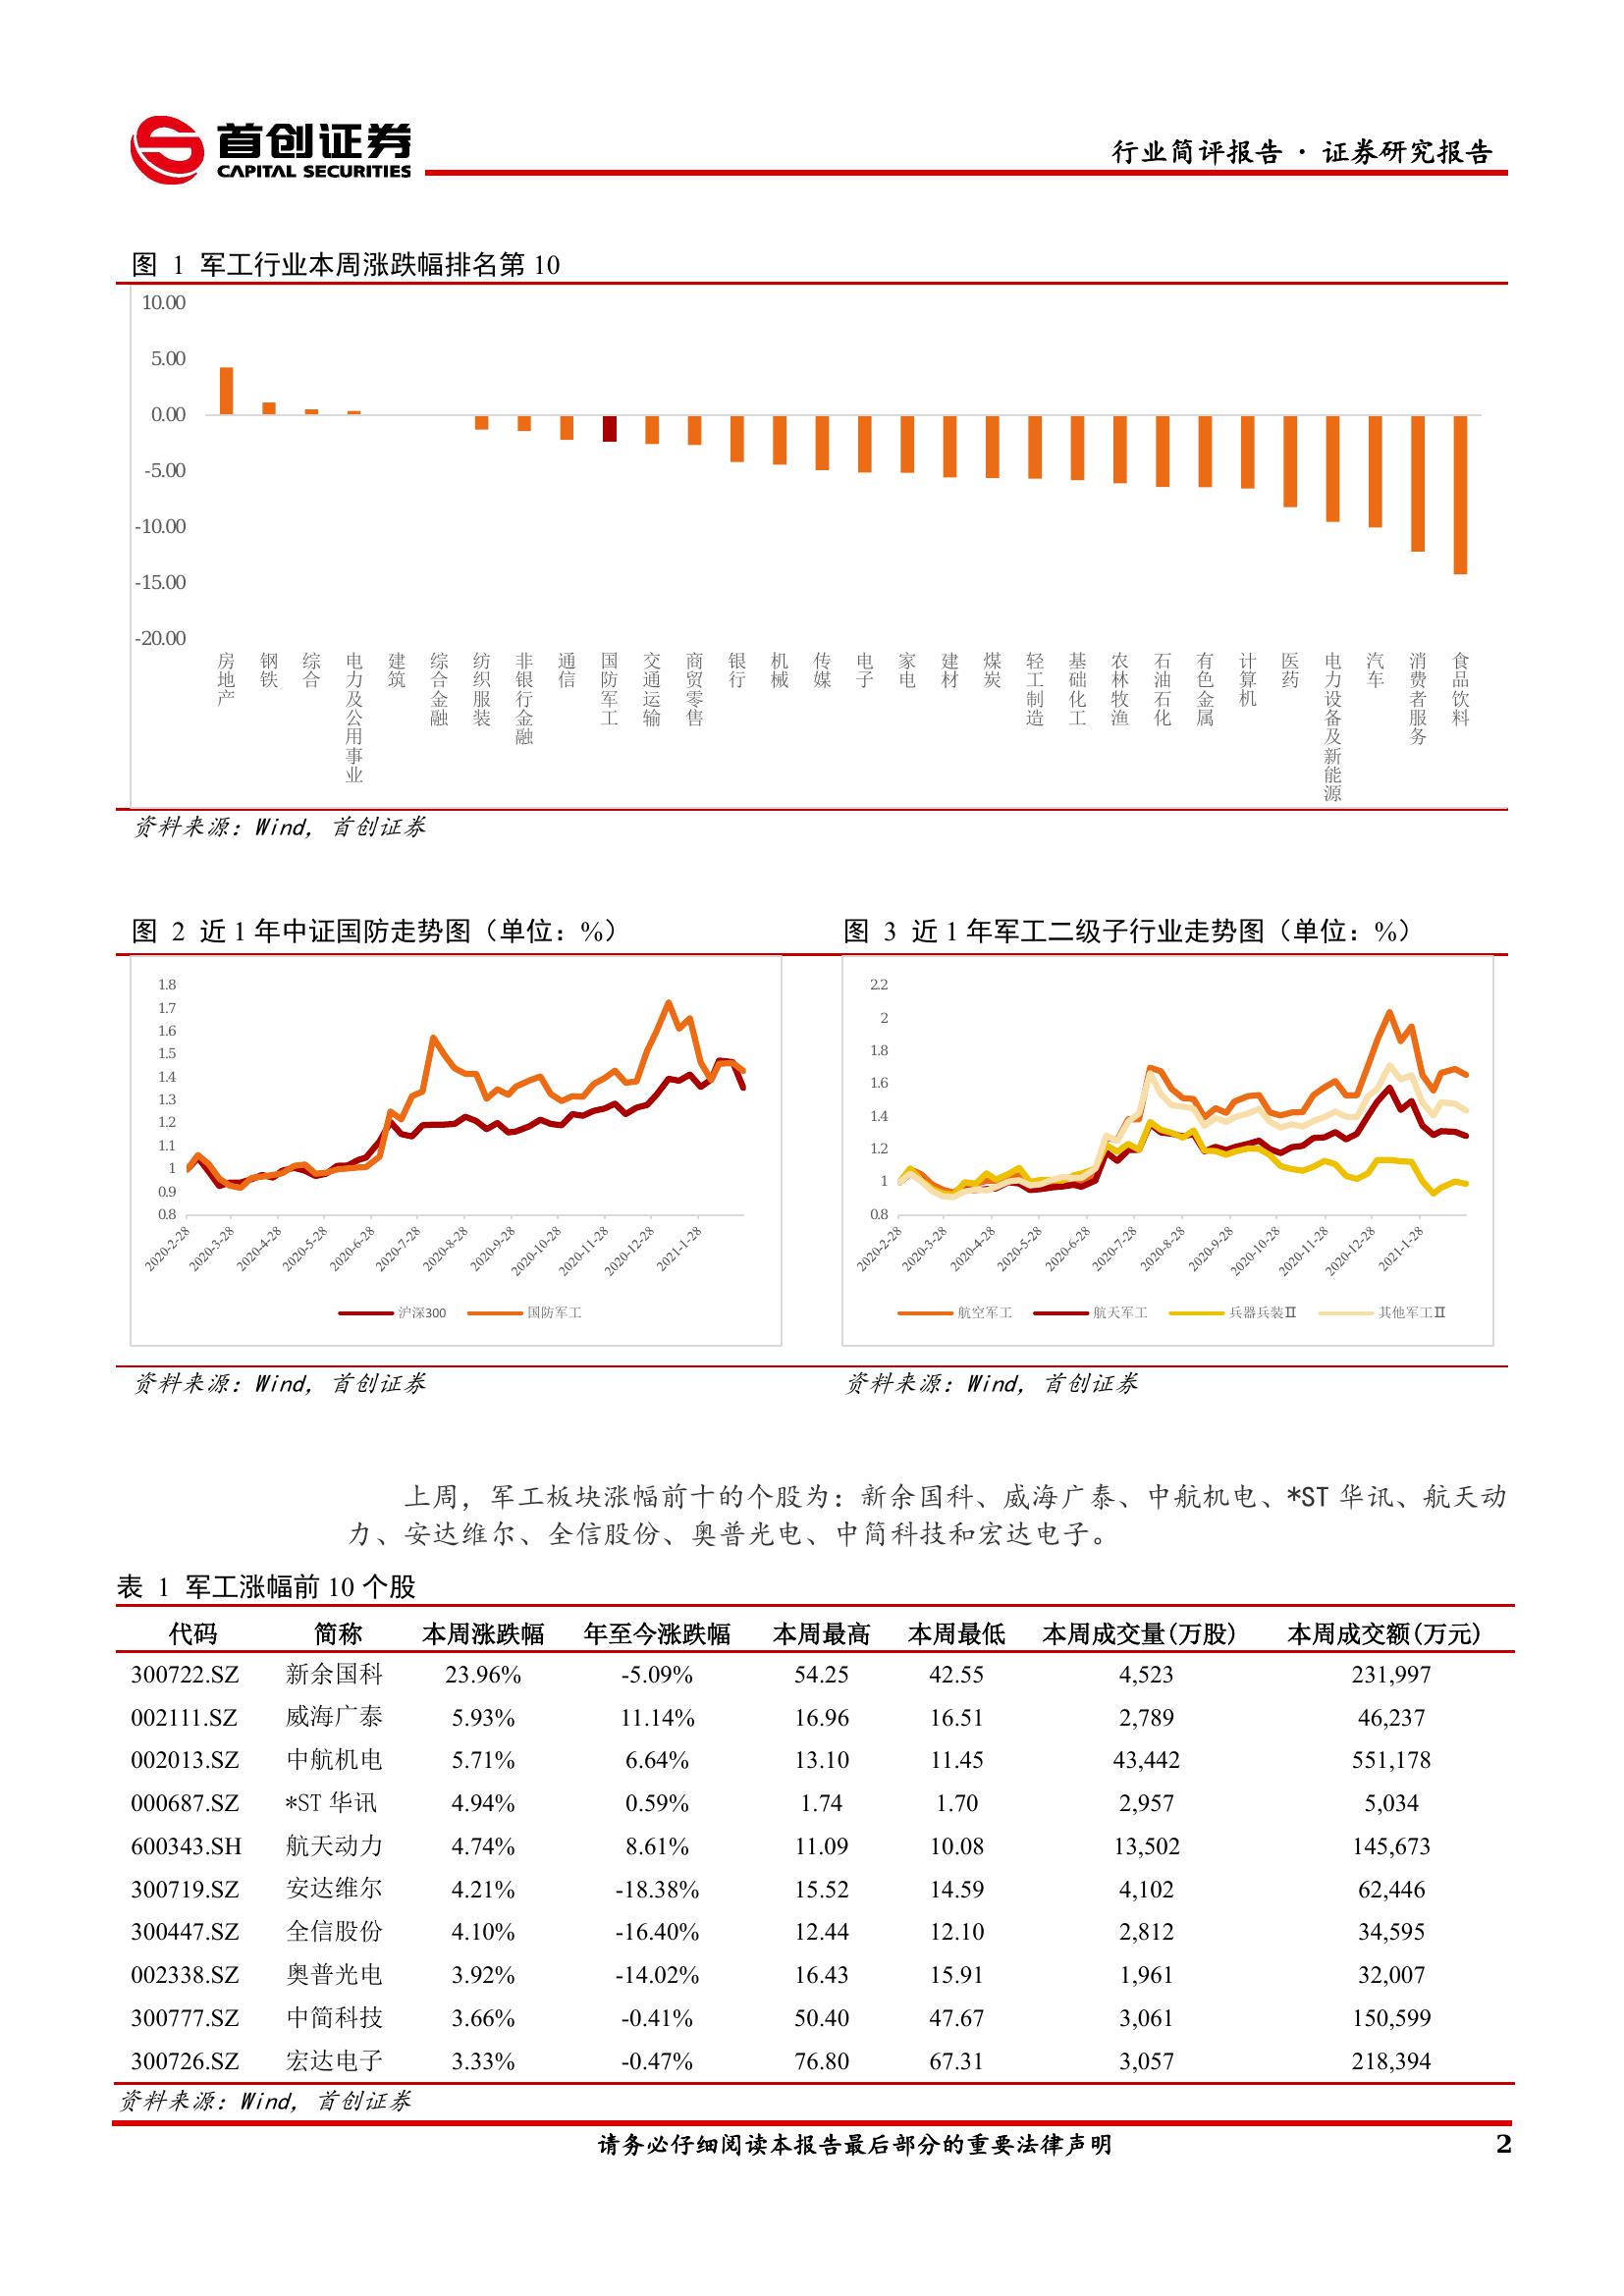 首创证券
CAPITAL SECURITIES
行业简评报告 · 证券研究报告
图 1 军工行业本周涨跌幅排名第 10
10.00
5.00
0.00
-5.00
-10.00
-15.00
-20.00
房地产
钢铁
综合
电力及公用事业
建筑
综合金融
纺织服装
非银行金融
通信
国防军工
交通运输
商贸零售
银行
机械
传媒
电子
家电
建材
煤炭
轻工制造
基础化工
农林牧渔
石油石化
有色金属
计算机
医药
电力设备及新能源
汽车
消费者服务
食品饮料
资料来源：Wind，首创证券
图 2 近 1 年中证国防走势图（单位：%）
1.8
1.7
1.6
1.5
1.4
1.3
1.2
1.1
1
0.9
0.8
2020-2-28
2020-3-28
2020-4-28
2020-5-28
2020-6-28
2020-7-28
2020-8-28
2020-9-28
2020-10-28
2020-11-28
2020-12-28
2021-1-28
沪深300 国防军工
资料来源：Wind，首创证券
图 3 近 1 年军工二级子行业走势图（单位：%）
2.2
2
1.8
1.6
1.4
1.2
1
0.8
2020-2-28
2020-3-28
2020-4-28
2020-5-28
2020-6-28
2020-7-28
2020-8-28
2020-9-28
2020-10-28
2020-11-28
2020-12-28
2021-1-28
航空军工 航天军工 兵器兵装Ⅱ 其他军工Ⅱ
资料来源：Wind，首创证券
上周，军工板块涨幅前十的个股为：新余国科、威海广泰、中航机电、*ST 华讯、航天动
力、安达维尔、全信股份、奥普光电、中简科技和宏达电子。
表 1 军工涨幅前 10 个股
代码 简称 本周涨跌幅 年至今涨跌幅 本周最高 本周最低 本周成交量(万股) 本周成交额(万元)
300722.SZ 新余国科 23.96% -5.09% 54.25 42.55 4,523 231,997
002111.SZ 威海广泰 5.93% 11.14% 16.96 16.51 2,789 46,237
002013.SZ 中航机电 5.71% 6.64% 13.10 11.45 43,442 551,178
000687.SZ *ST 华讯 4.94% 0.59% 1.74 1.70 2,957 5,034
600343.SH 航天动力 4.74% 8.61% 11.09 10.08 13,502 145,673
300719.SZ 安达维尔 4.21% -18.38% 15.52 14.59 4,102 62,446
300447.SZ 全信股份 4.10% -16.40% 12.44 12.10 2,812 34,595
002338.SZ 奥普光电 3.92% -14.02% 16.43 15.91 1,961 32,007
300777.SZ 中简科技 3.66% -0.41% 50.40 47.67 3,061 150,599
300726.SZ 宏达电子 3.33% -0.47% 76.80 67.31 3,057 218,394
资料来源：Wind，首创证券
请务必仔细阅读本报告最后部分的重要法律声明 2